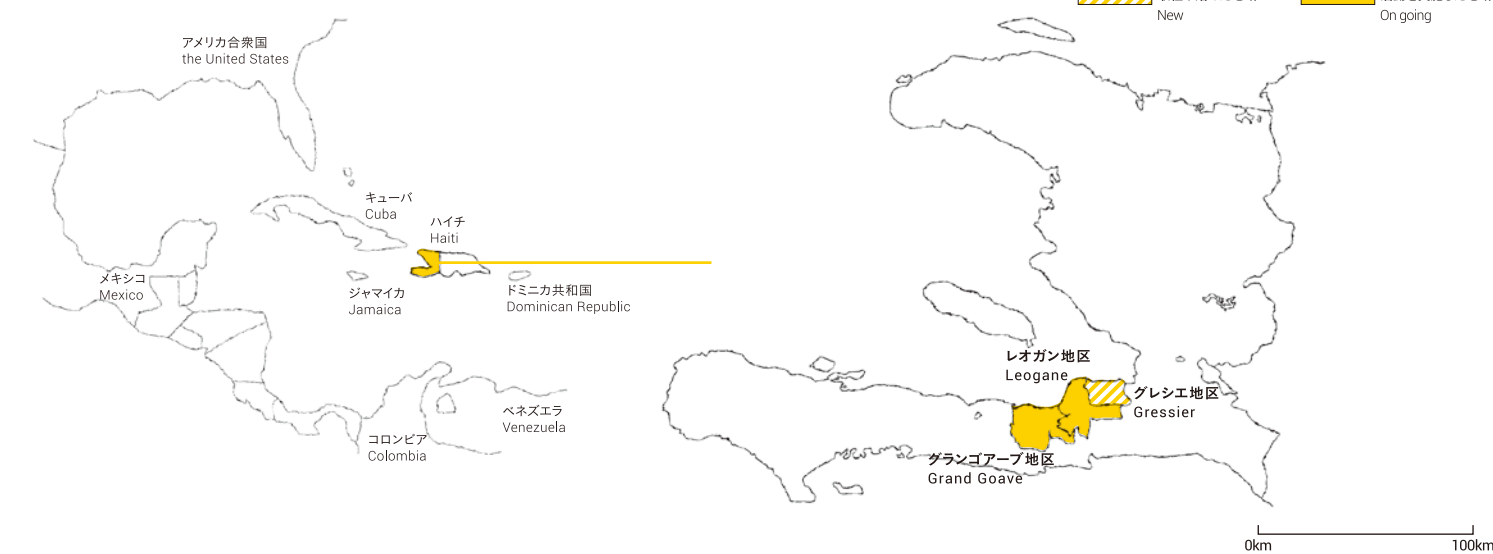 New
On going
アメリカ合衆国
the United States
キューバ
Cuba
ハイチ
Haiti
メキシコ
Mexico
ジャマイカ
Jamaica
ドミニカ共和国
Dominican Republic
ベネズエラ
Venezuela
コロンビア
Colombia
レオガン地区
Leogane
グレシエ地区
Gressier
グランゴアーブ地区
Grand Goave
0km
100km